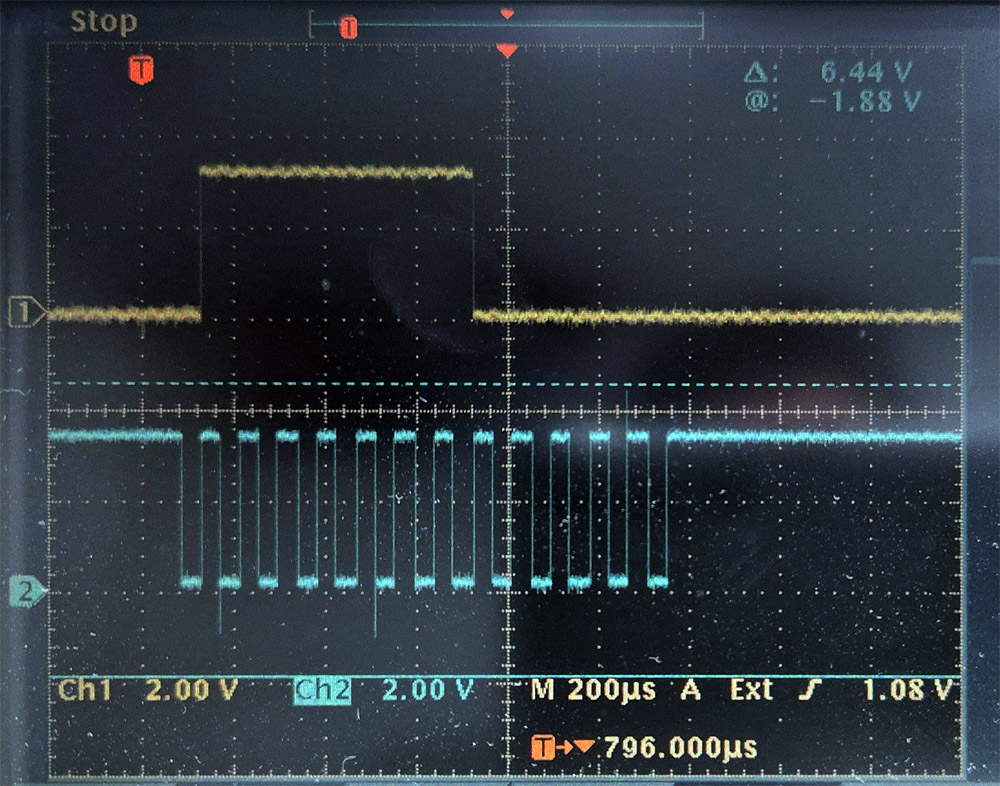 Stop
T
T
Δ: 6.44 V
@: -1.88 V
1
2
Ch1 2.00 V Ch2 2.00 V M 200µs A Ext 1.08 V
T 796.000µs